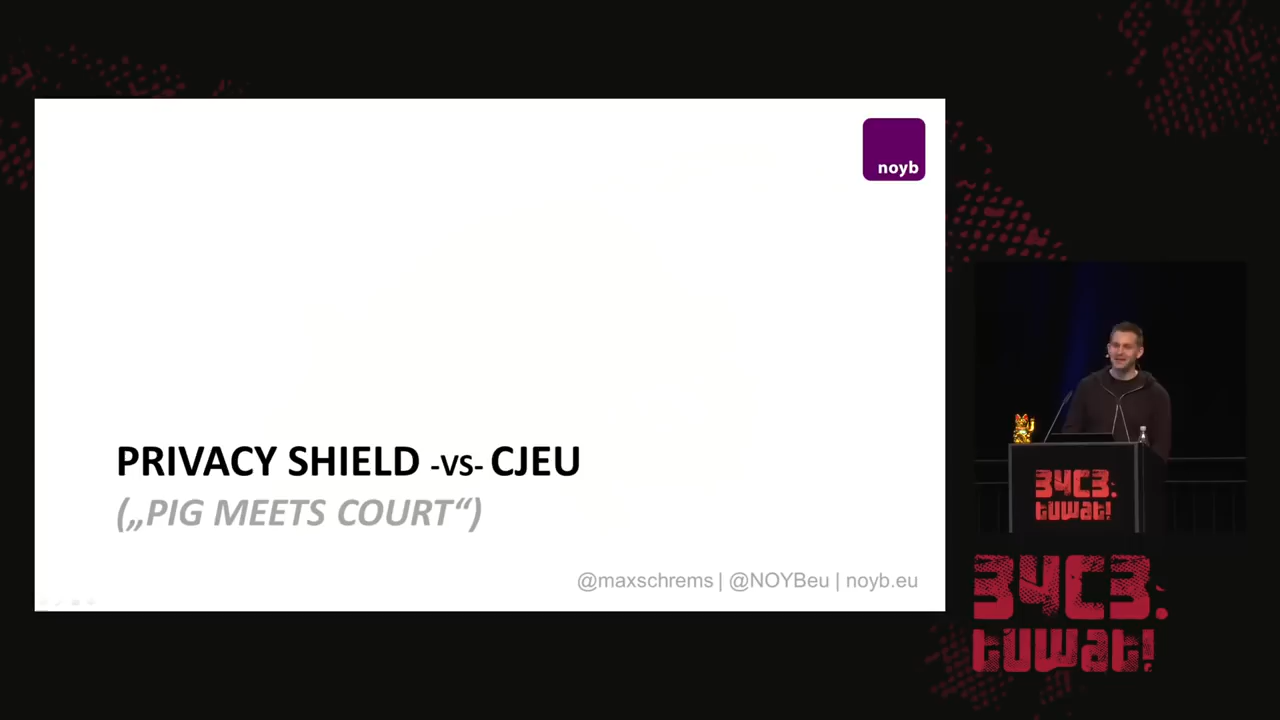 noyb
PRIVACY SHIELD -VS- CJEU
(„PIG MEETS COURT“)
@maxschrems | @NOYBeu | noyb.eu
34C3.
tuwat!
34C3.
tuwat!